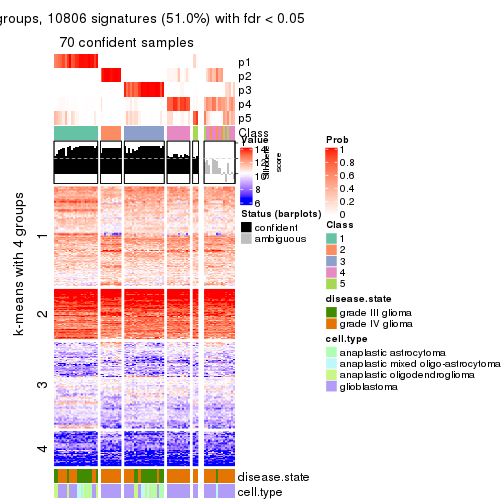 groups, 10806 signatures (51.0%) with fdr < 0.05
70 confident samples
p1
p2
p3
p4
p5
Class
k-means with 4 groups
1
2
3
4
Value
14
8
6
Silhouette
score
Status (barplots)
confident
ambiguous
Prob
1
0.8
0.6
0.4
0.2
0
Class
1
2
3
4
5
disease.state
grade III glioma
grade IV glioma
cell.type
anaplastic astrocytoma
anaplastic mixed oligo-astrocytomas
anaplastic oligodendroglioma
glioblastoma
disease.state
cell.type